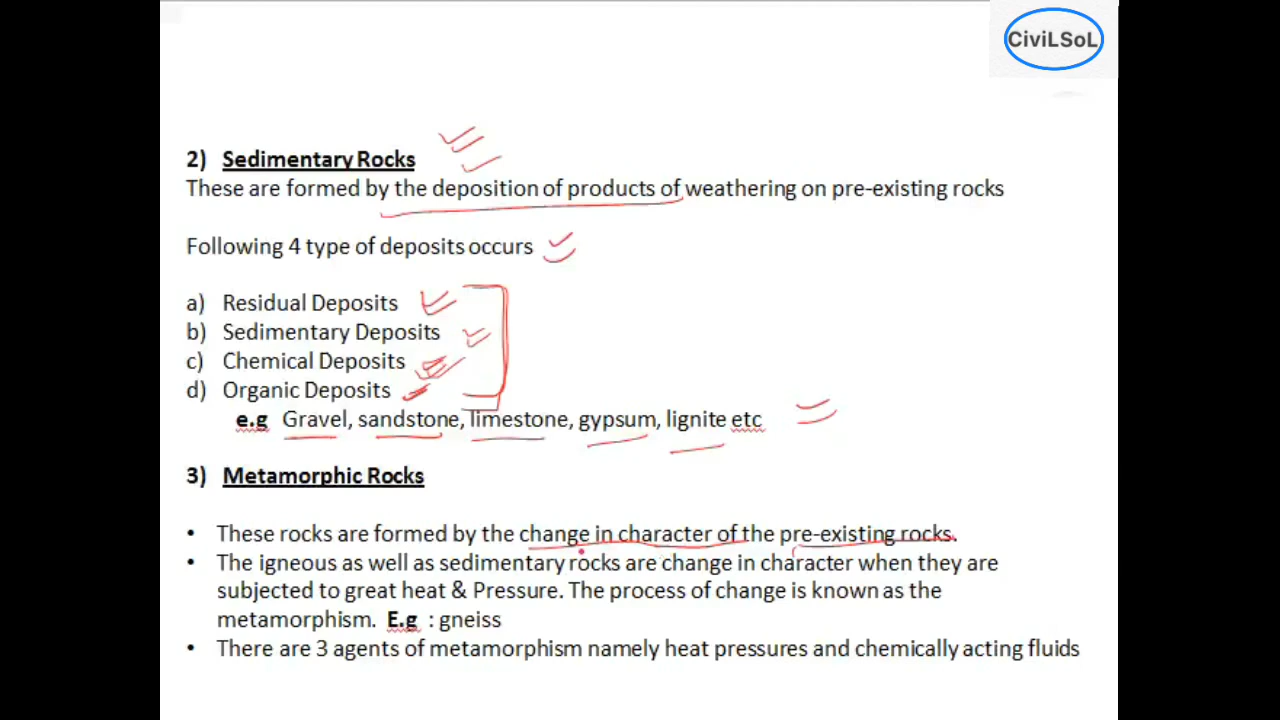 CiviLSoL
2) Sedimentary Rocks
These are formed by the deposition of products of weathering on pre-existing rocks
Following 4 type of deposits occurs
a) Residual Deposits
b) Sedimentary Deposits
c) Chemical Deposits
d) Organic Deposits
e.g Gravel, sandstone, limestone, gypsum, lignite etc
3) Metamorphic Rocks
• These rocks are formed by the change in character of the pre-existing rocks.
• The igneous as well as sedimentary rocks are change in character when they are
subjected to great heat & Pressure. The process of change is known as the
metamorphism. E.g : gneiss
• There are 3 agents of metamorphism namely heat pressures and chemically acting fluids